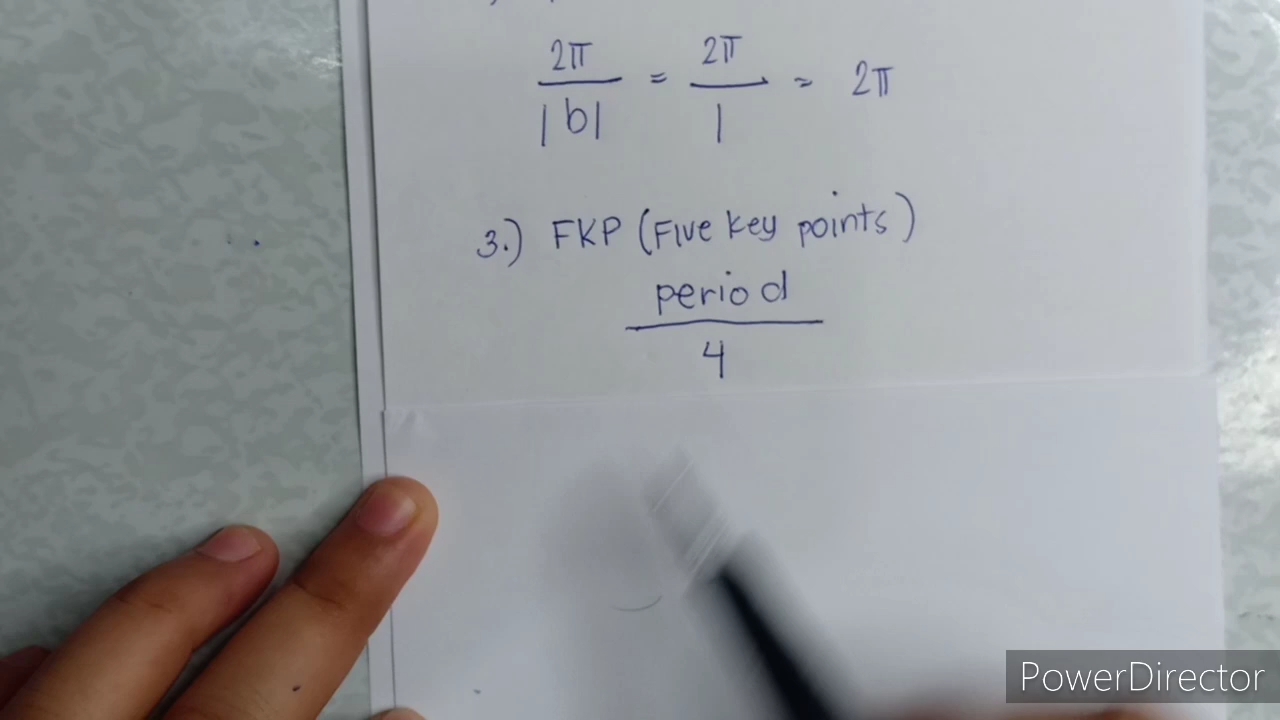 2π/|b| = 2π/1 = 2π
3.) FKP (Five key points)
period
4
PowerDirector